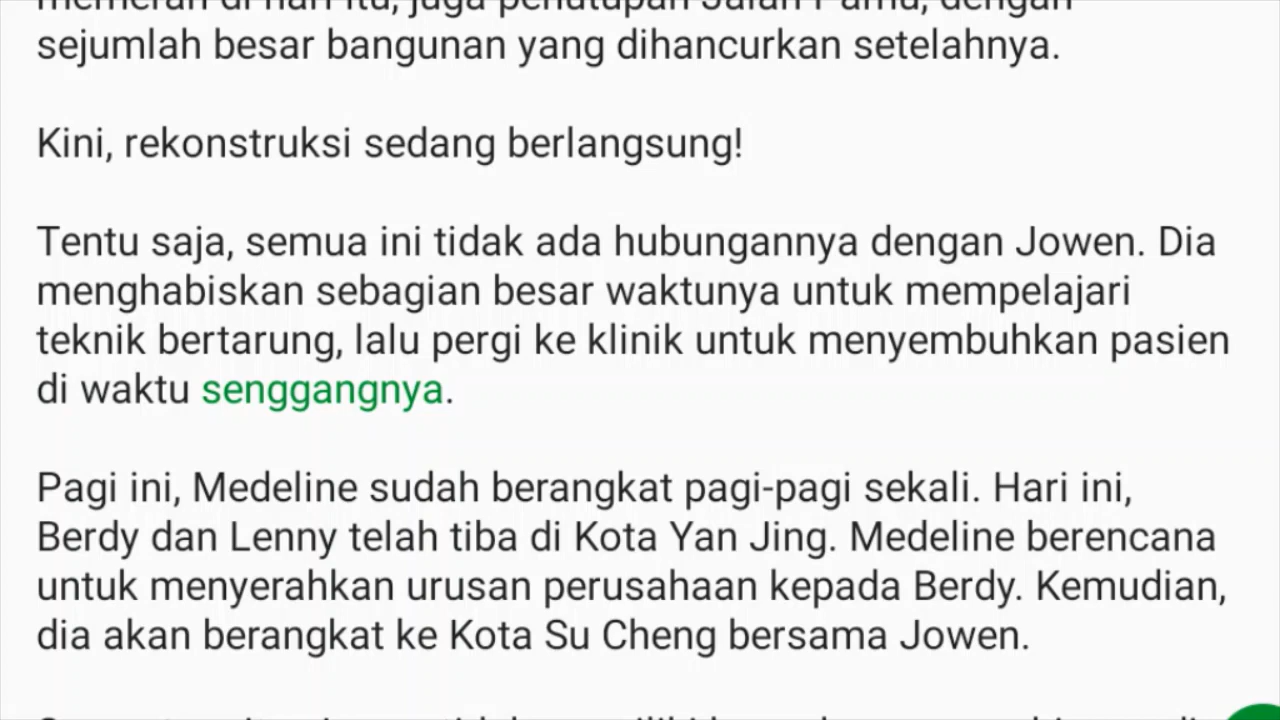 sejumlah besar bangunan yang dihancurkan setelahnya.
Kini, rekonstruksi sedang berlangsung!
Tentu saja, semua ini tidak ada hubungannya dengan Jowen. Dia
menghabiskan sebagian besar waktunya untuk mempelajari
teknik bertarung, lalu pergi ke klinik untuk menyembuhkan pasien
di waktu senggangnya.
Pagi ini, Medeline sudah berangkat pagi-pagi sekali. Hari ini,
Berdy dan Lenny telah tiba di Kota Yan Jing. Medeline berencana
untuk menyerahkan urusan perusahaan kepada Berdy. Kemudian,
dia akan berangkat ke Kota Su Cheng bersama Jowen.